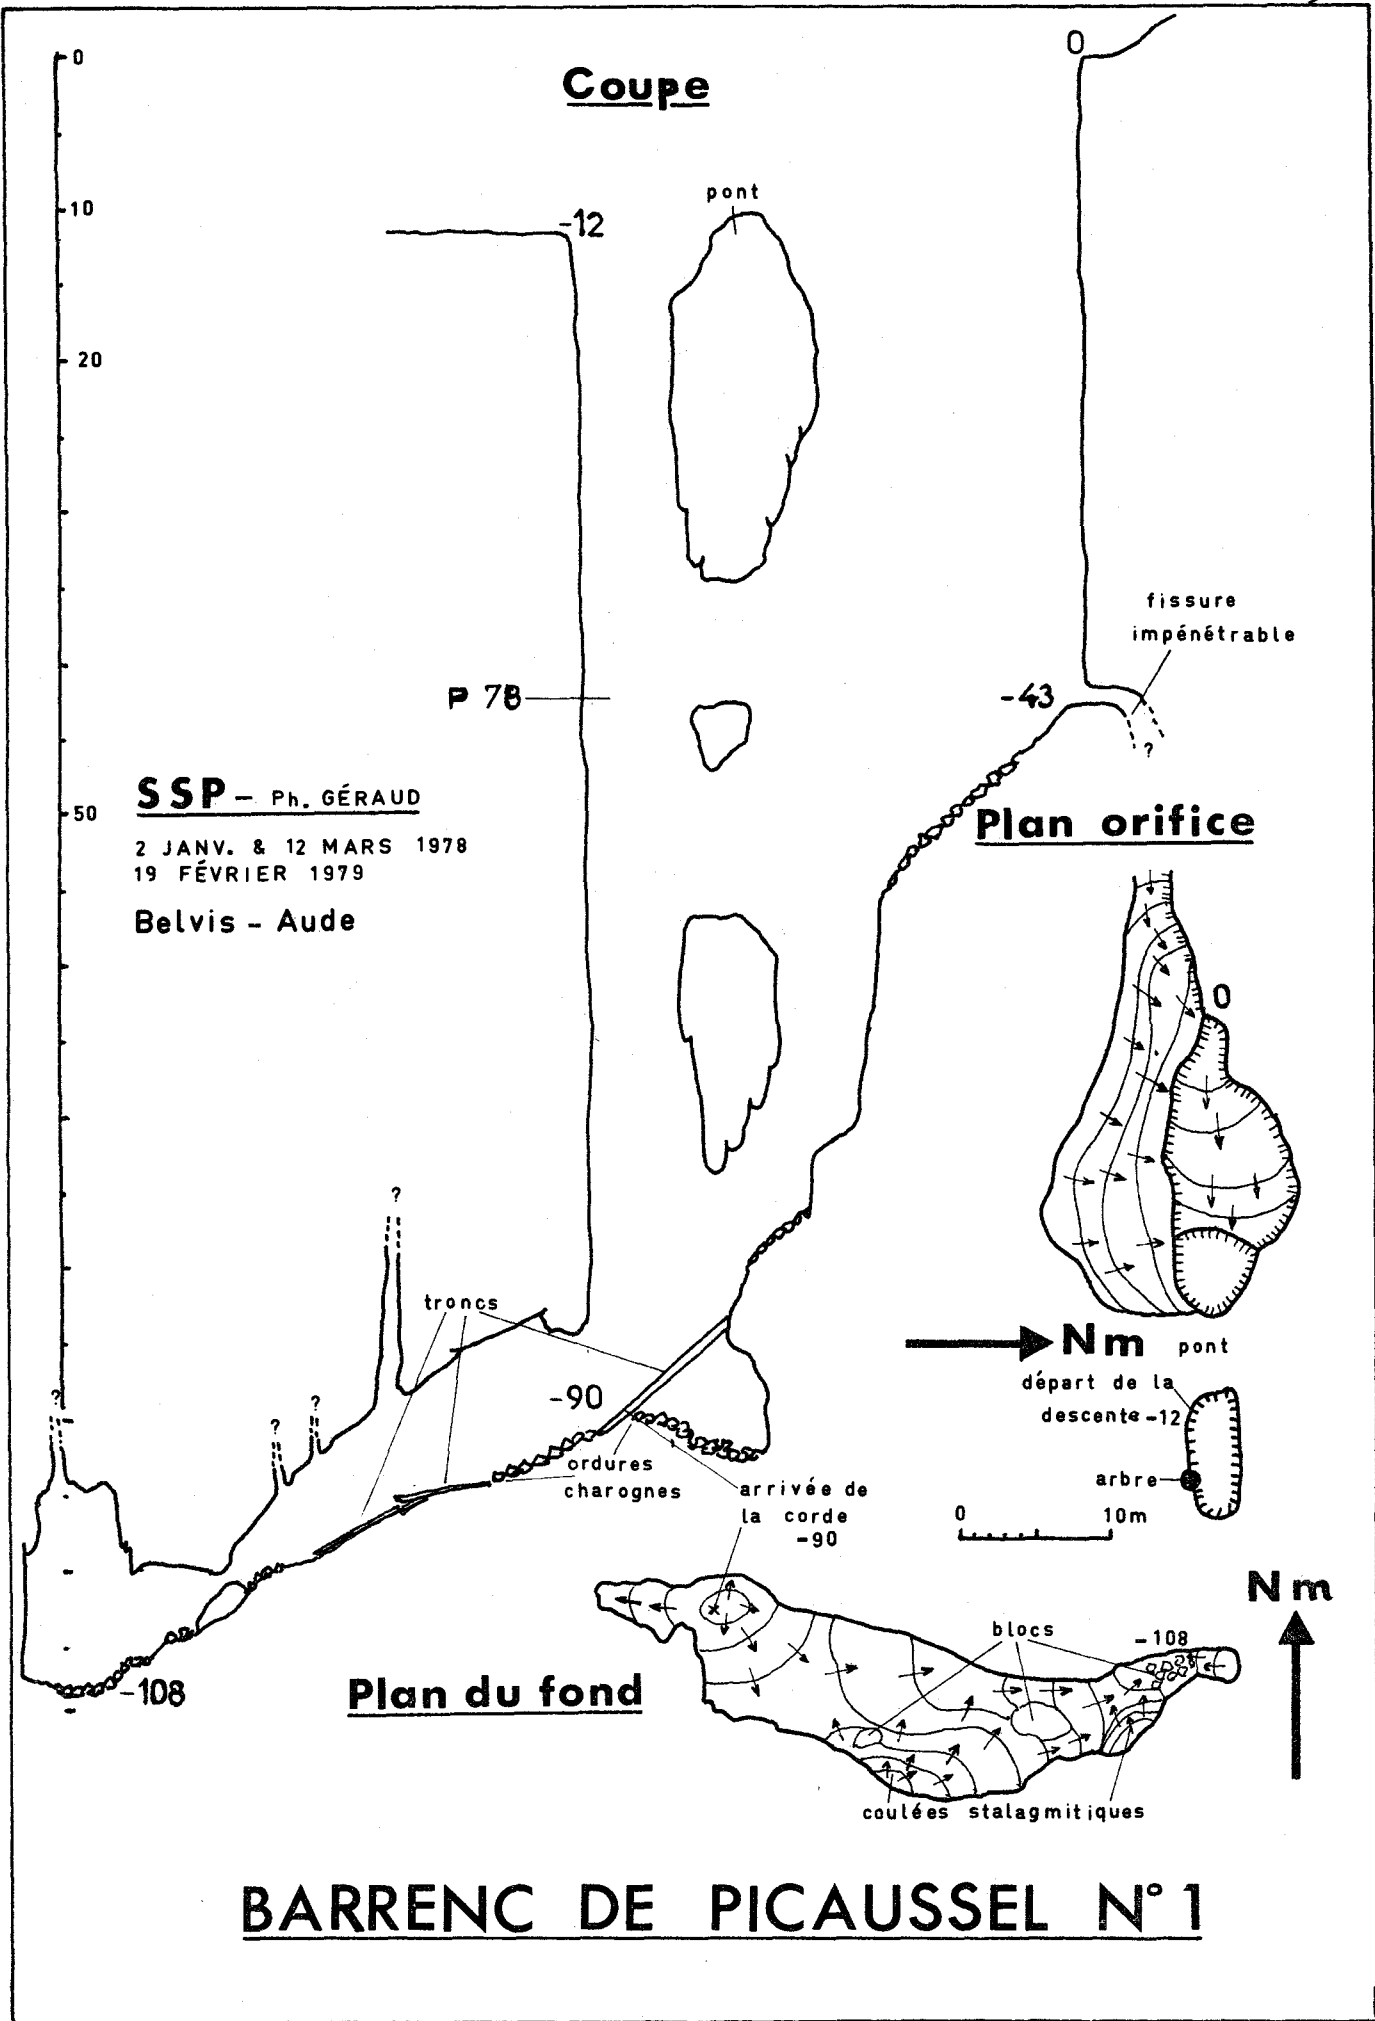 0
Coupe
0
10
-12
pont
20
fissure
impénétrable
P 78
-43
?
SSP - Ph. GÉRAUD
50
2 JANV. & 12 MARS 1978
19 FÉVRIER 1979
Belvis - Aude
Plan orifice
0
?
troncs
Nm
pont
départ de la
descente -12
arbre
?
?
?
-90
ordures
charognes
arrivée de
la corde
-90
0
10m
Nm
blocs
-108
-108
Plan du fond
coulées stalagmitiques
BARRENC DE PICAUSSEL N° 1